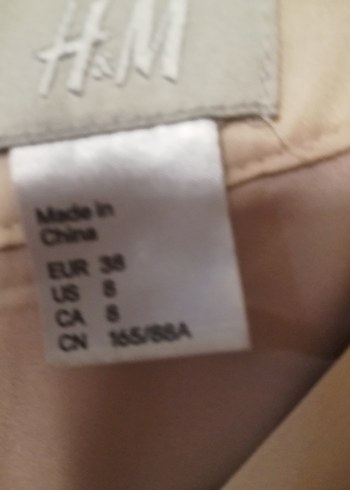 H&M
Made in
China
EUR 38
US 8
CA 8
CN 165/88A